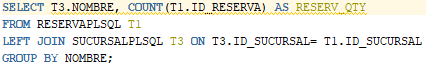 SELECT T3.NOMBRE, COUNT(T1.ID_RESERVA) AS RESERV_QTY
FROM RESERVAPLSQL T1
LEFT JOIN SUCURSALPLSQL T3 ON T3.ID_SUCURSAL= T1.ID_SUCURSAL
GROUP BY NOMBRE;